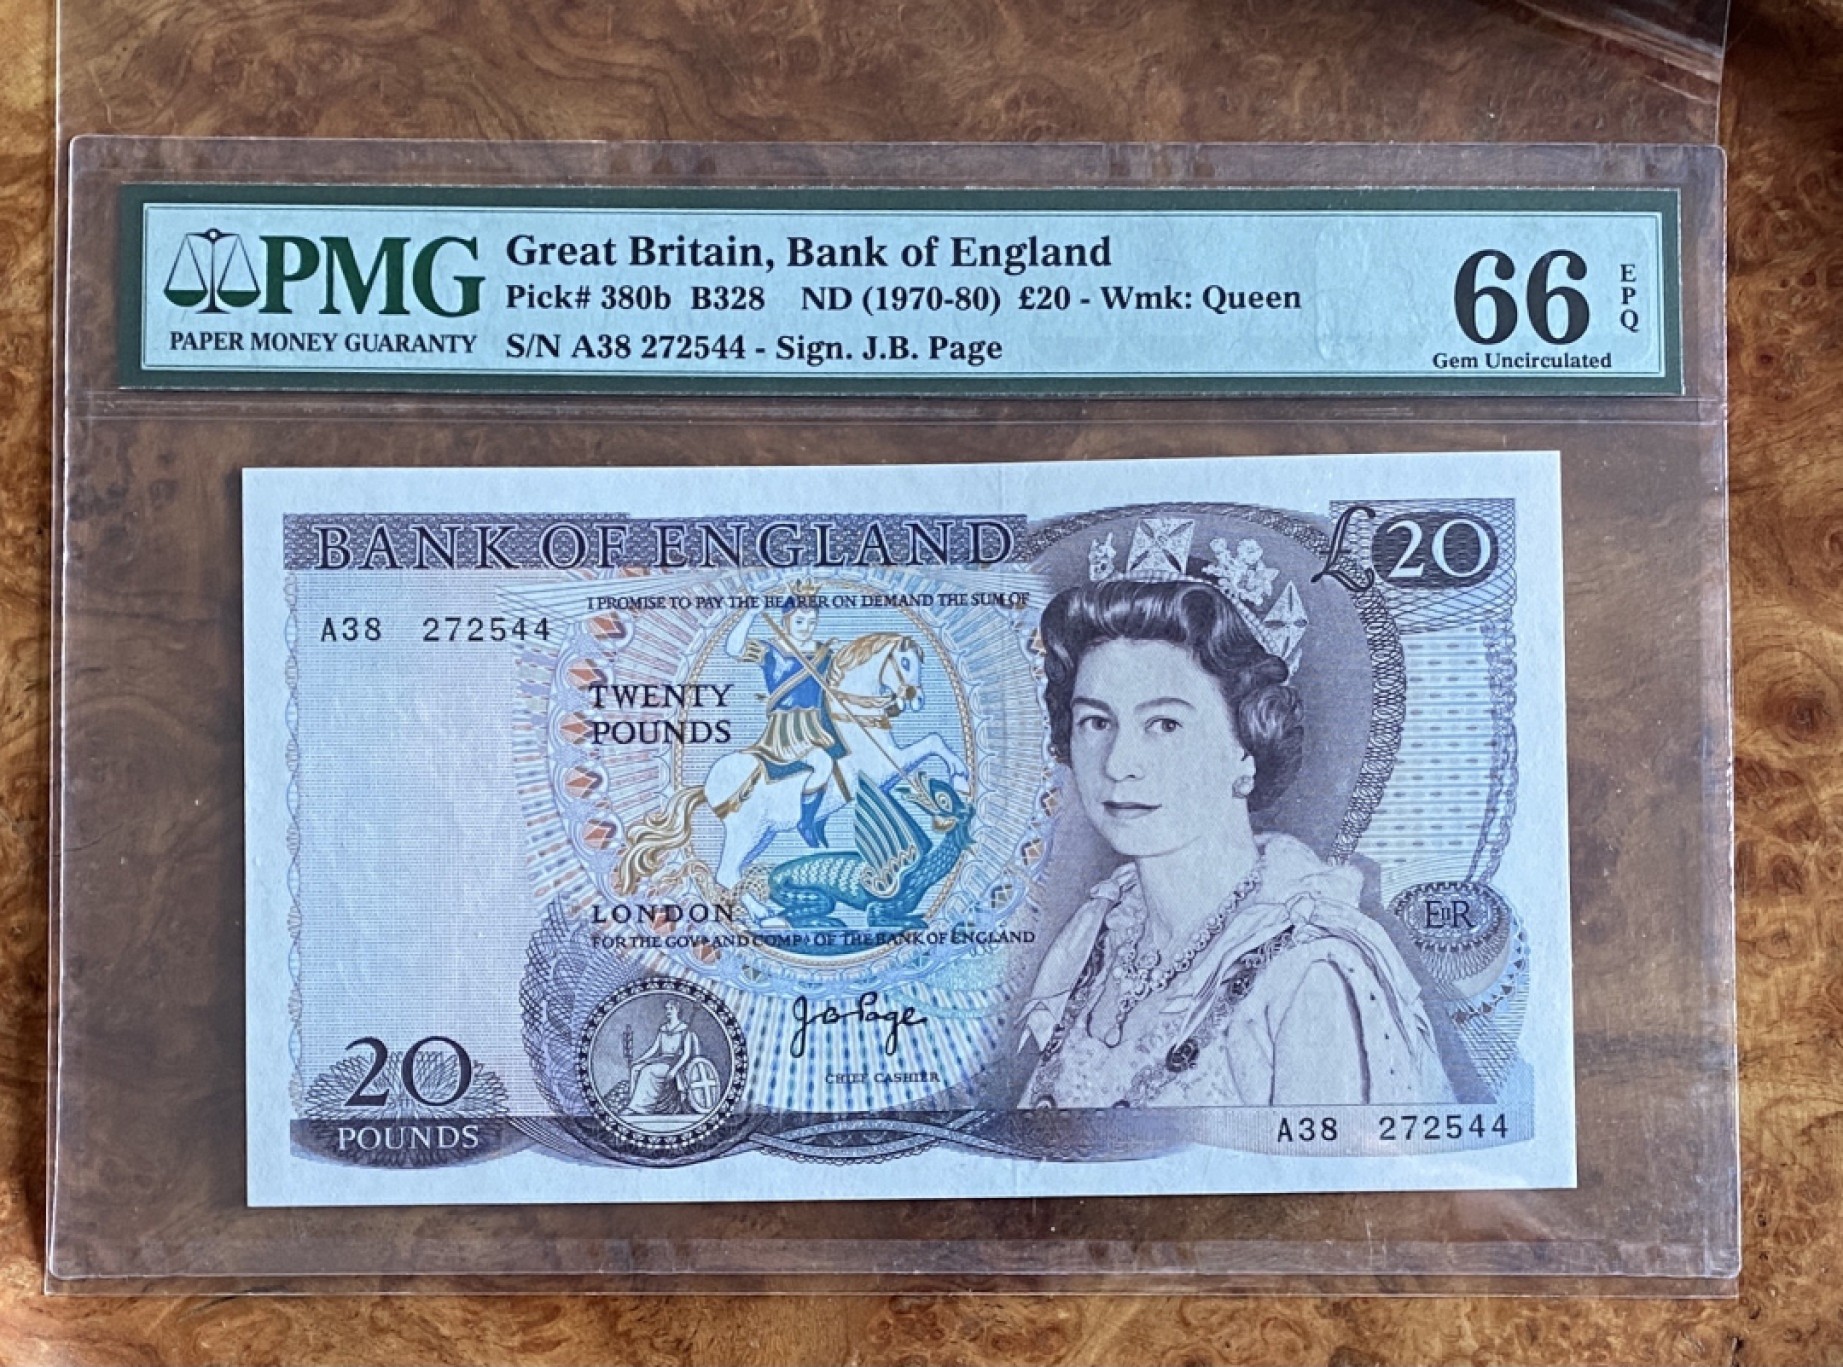 PMG
PAPER MONEY GUARANTY
Great Britain, Bank of England
Pick# 380b B328 ND (1970-80) £20 - Wmk: Queen
S/N A38 272544 - Sign. J.B. Page
66
EPQ
Gem Uncirculated
BANK OF ENGLAND
£20
I PROMISE TO PAY THE BEARER ON DEMAND THE SUM OF
A38 272544
TWENTY
POUNDS
LONDON
FOR THE GOVR AND COMPA OF THE BANK OF ENGLAND
EIIR
J B Page
CHIEF CASHIER
20
POUNDS
A38 272544